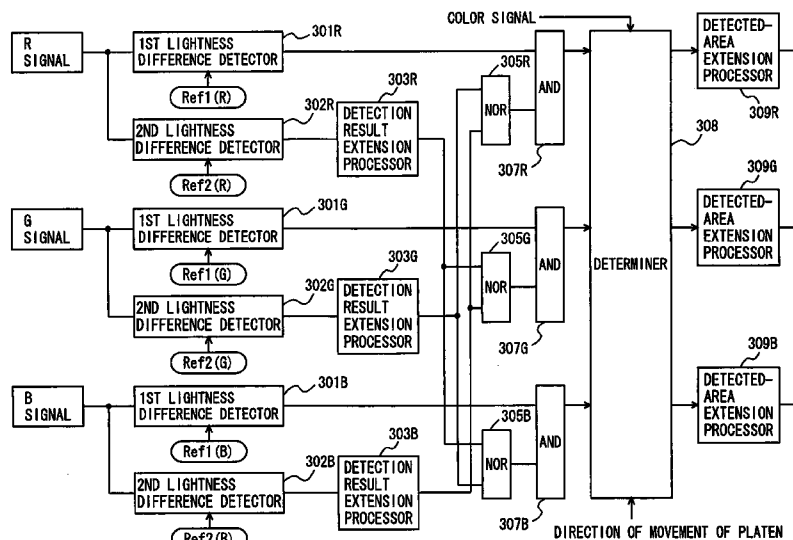 COLOR SIGNAL
R
SIGNAL
1ST LIGHTNESS
DIFFERENCE DETECTOR
301R
Ref1(R)
2ND LIGHTNESS
DIFFERENCE DETECTOR
302R
Ref2(R)
303R
DETECTION
RESULT
EXTENSION
PROCESSOR
305R
NOR
AND
307R
DETECTED-
AREA
EXTENSION
PROCESSOR
309R
308
G
SIGNAL
1ST LIGHTNESS
DIFFERENCE DETECTOR
301G
Ref1(G)
2ND LIGHTNESS
DIFFERENCE DETECTOR
302G
Ref2(G)
303G
DETECTION
RESULT
EXTENSION
PROCESSOR
305G
NOR
AND
307G
DETERMINER
309G
DETECTED-
AREA
EXTENSION
PROCESSOR
B
SIGNAL
1ST LIGHTNESS
DIFFERENCE DETECTOR
301B
Ref1(B)
2ND LIGHTNESS
DIFFERENCE DETECTOR
302B
Ref2(B)
303B
DETECTION
RESULT
EXTENSION
PROCESSOR
305B
NOR
AND
307B
309B
DETECTED-
AREA
EXTENSION
PROCESSOR
DIRECTION OF MOVEMENT OF PLATEN